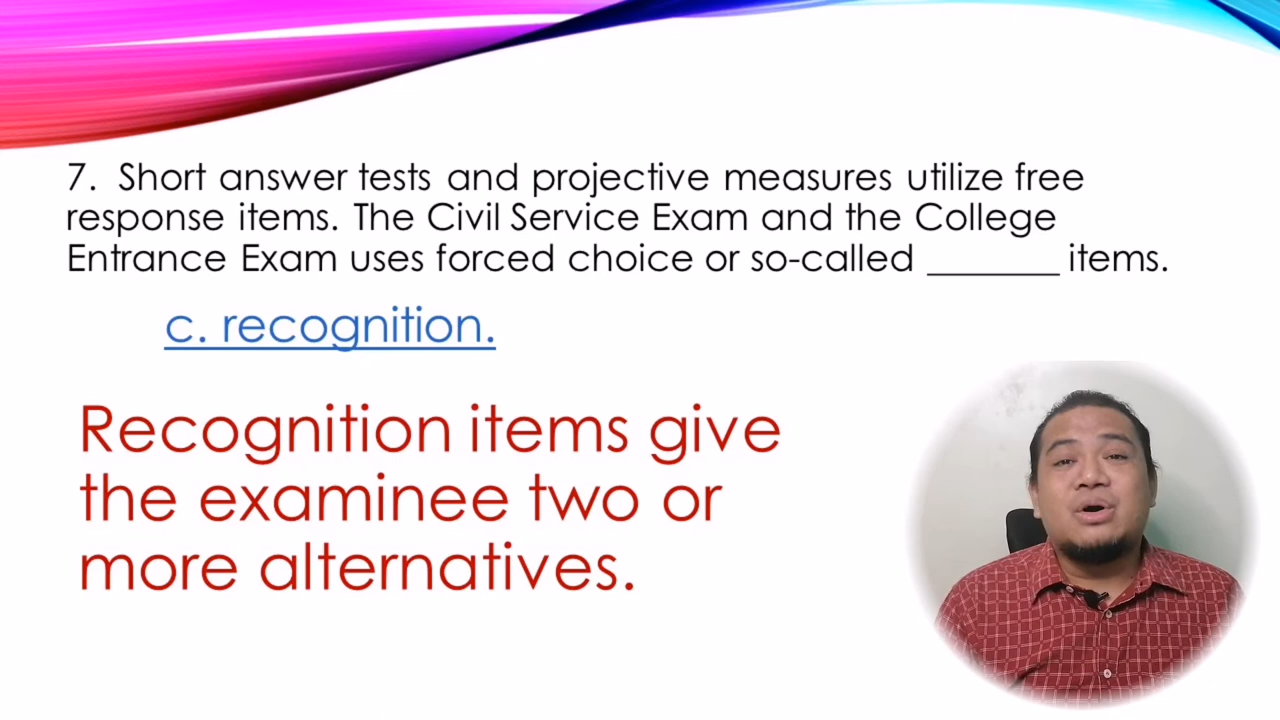 7. Short answer tests and projective measures utilize free
response items. The Civil Service Exam and the College
Entrance Exam uses forced choice or so-called _______ items.
c. recognition.
Recognition items give
the examinee two or
more alternatives.